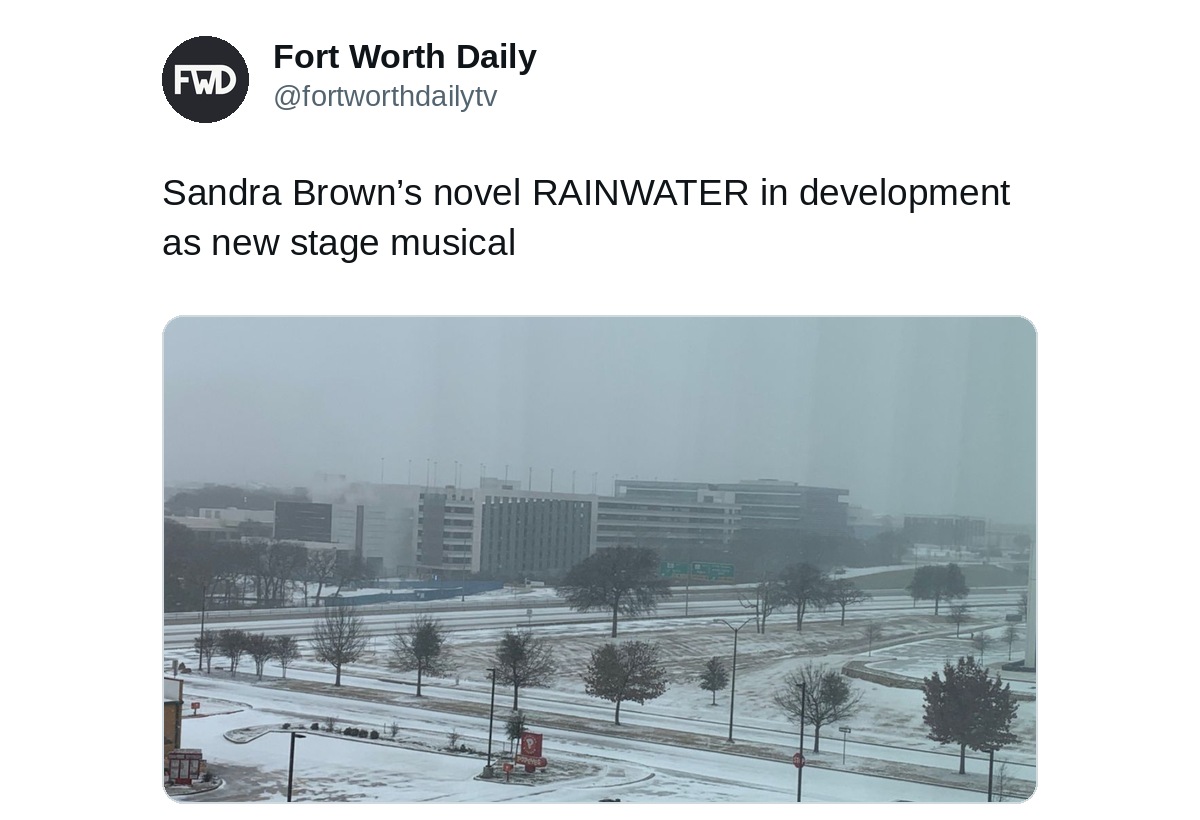 FWD
Fort Worth Daily
@fortworthdailytv
Sandra Brown’s novel RAINWATER in development
as new stage musical